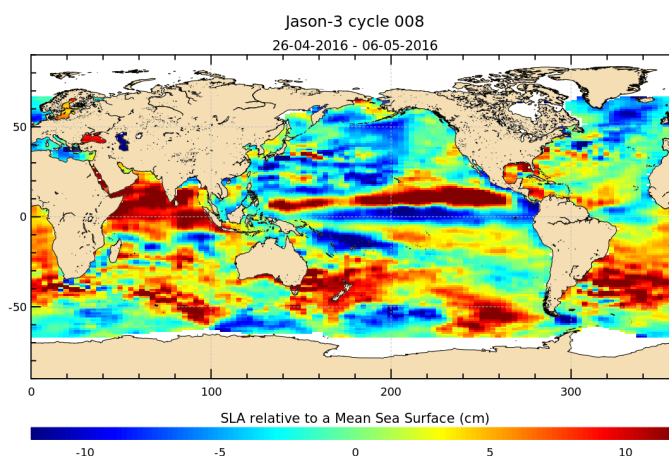 Jason-3 cycle 008
26-04-2016 - 06-05-2016
50
0
-50
0 100 200 300
SLA relative to a Mean Sea Surface (cm)
-10 -5 0 5 10